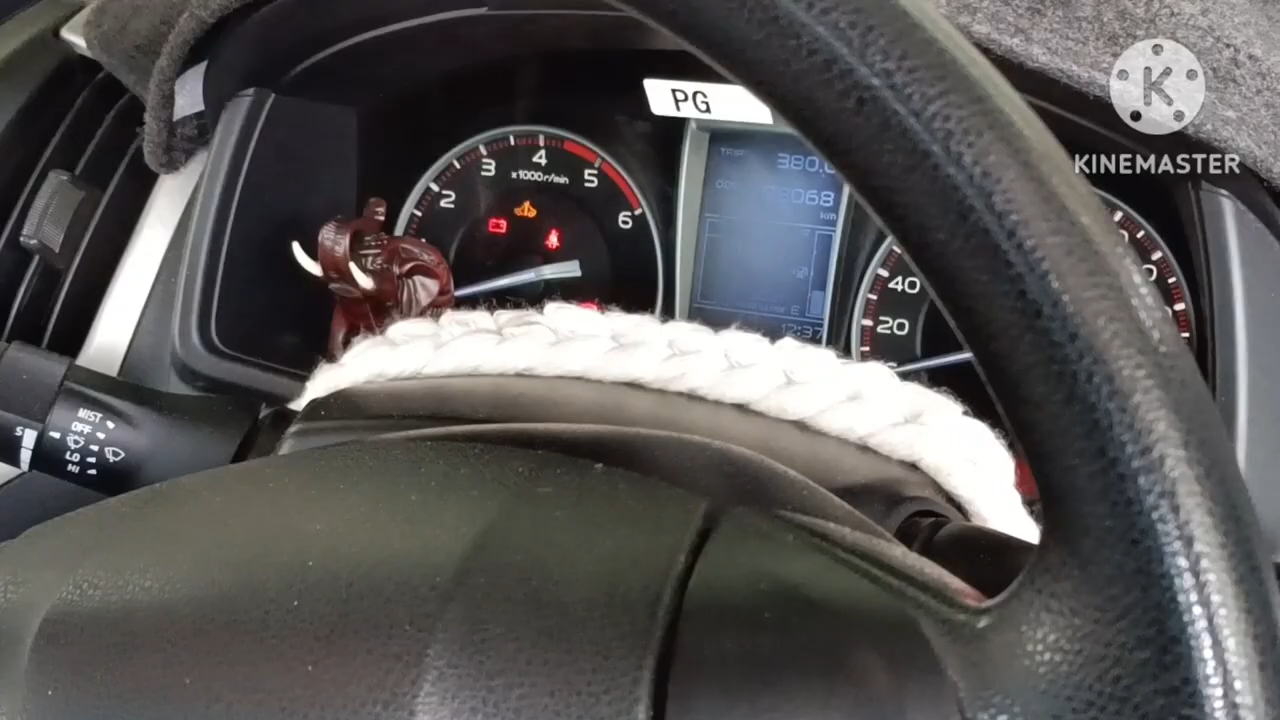 PG
K
KINEMASTER
TRIP
380.0
km
2
3
4
5
6
x1000r/min
E
12:37
40
20
MIST
OFF
LO
HI